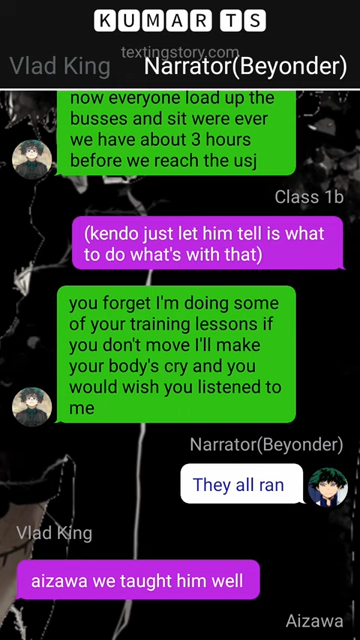 KUMAR TS
textingstory.com
Vlad King Narrator(Beyonder)
now everyone load up the
busses and sit were ever
we have about 3 hours
before we reach the usj
Class 1b
(kendo just let him tell is what
to do what's with that)
you forget I'm doing some
of your training lessons if
you don't move I'll make
your body's cry and you
would wish you listened to
me
Narrator(Beyonder)
They all ran
Vlad King
aizawa we taught him well
Aizawa